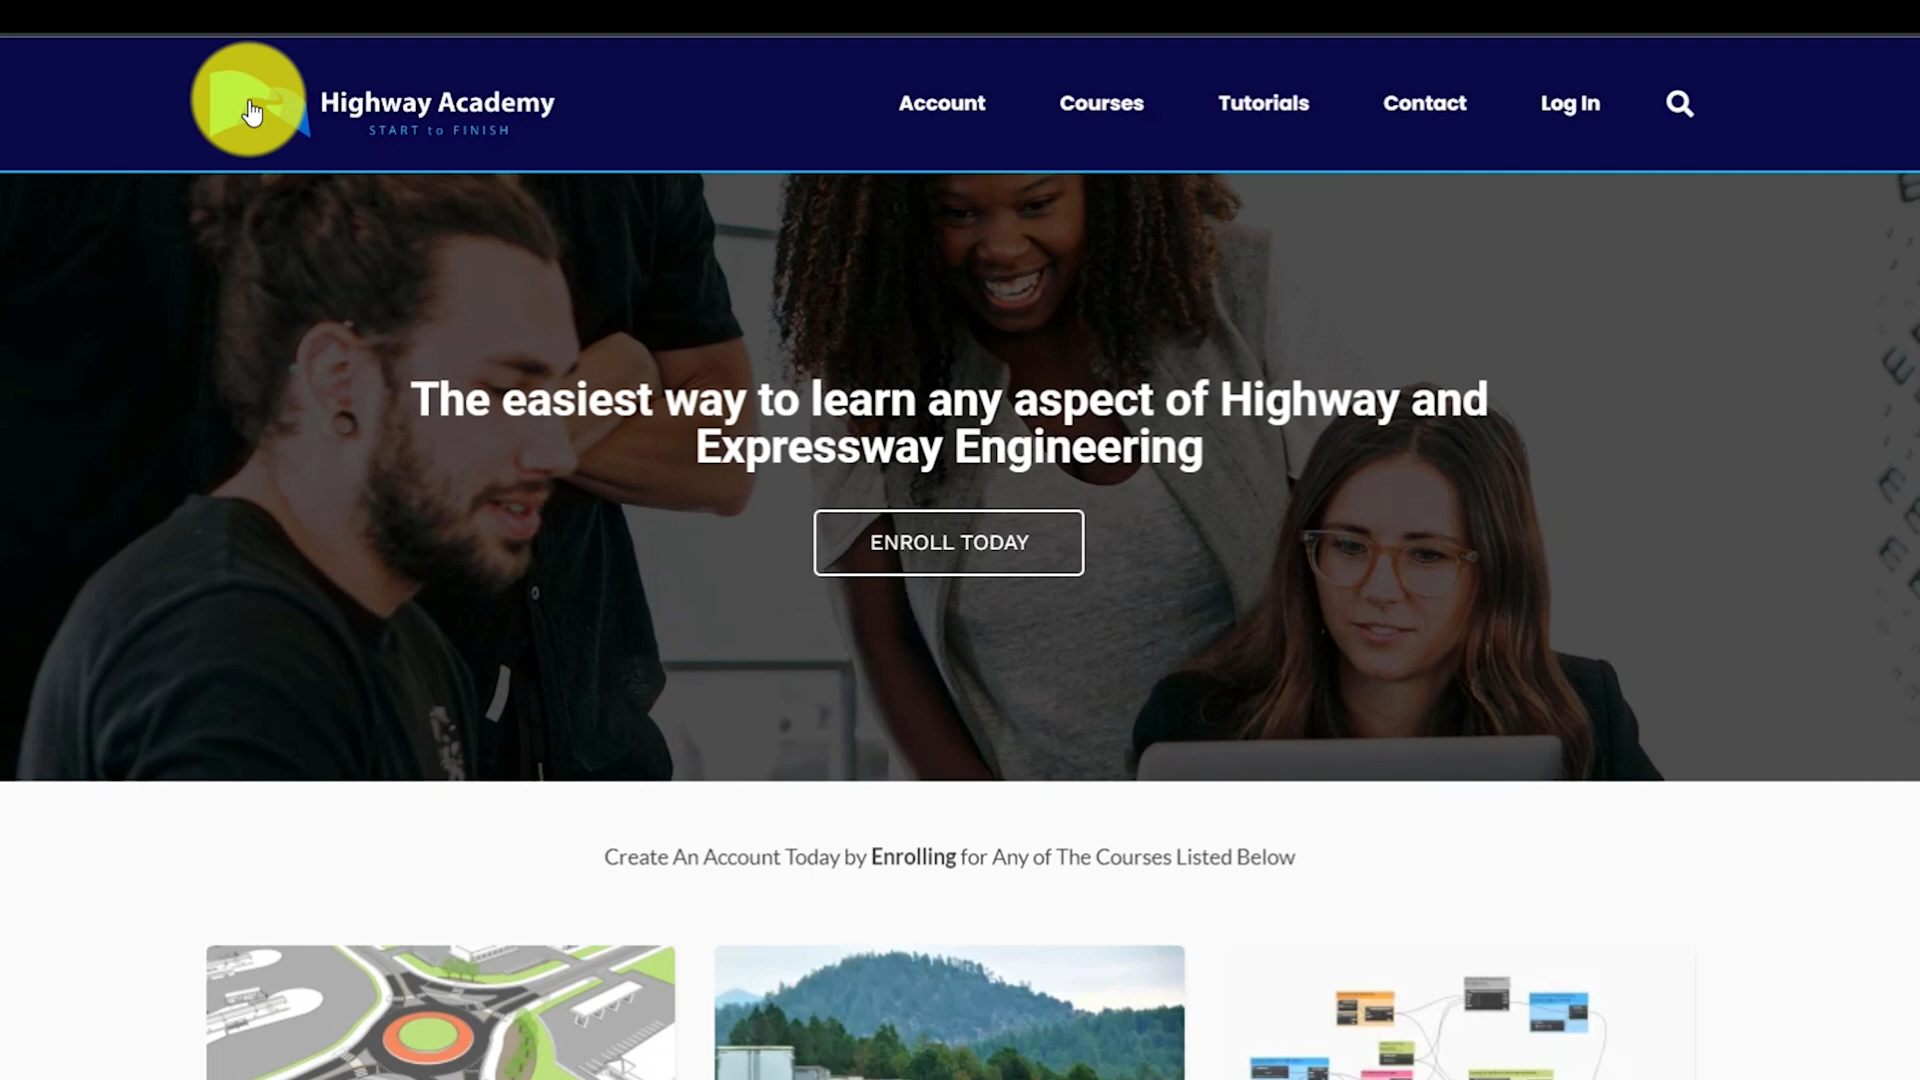 Highway Academy
START to FINISH
Account
Courses
Tutorials
Contact
Log In
The easiest way to learn any aspect of Highway and
Expressway Engineering
ENROLL TODAY
Create An Account Today by Enrolling for Any of The Courses Listed Below